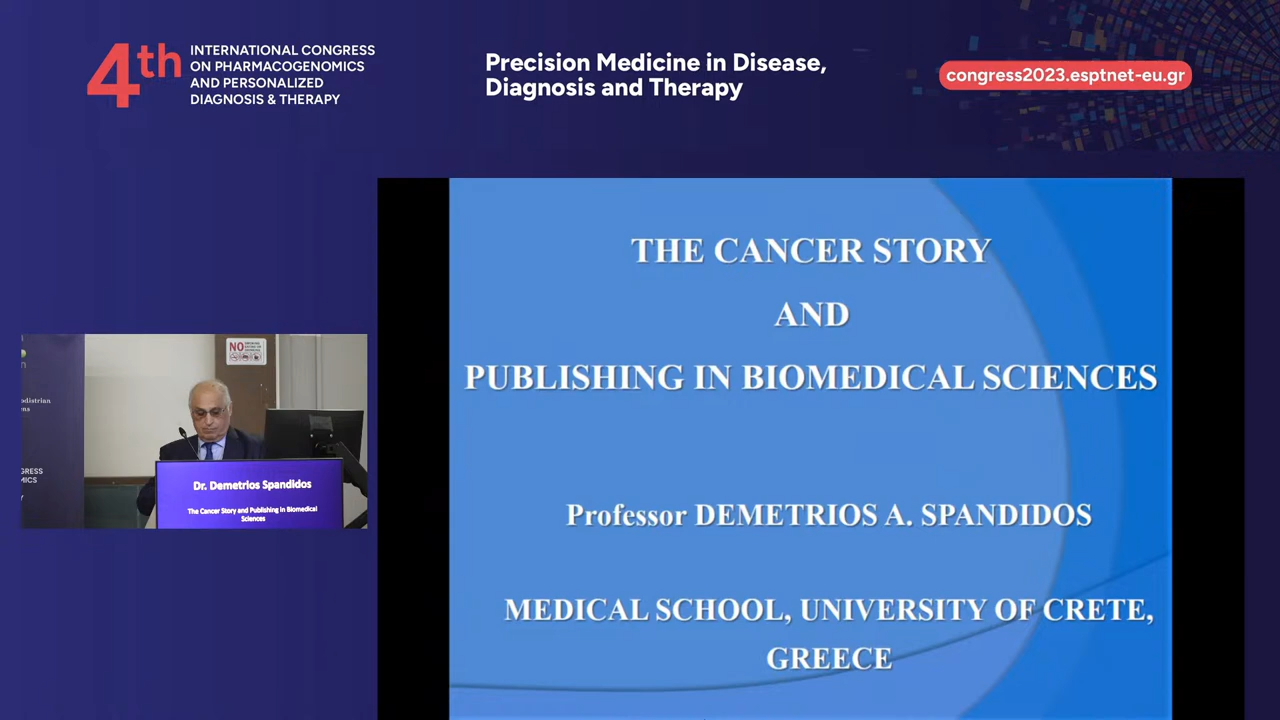 4th
INTERNATIONAL CONGRESS
ON PHARMACOGENOMICS
AND PERSONALIZED
DIAGNOSIS & THERAPY
Precision Medicine in Disease,
Diagnosis and Therapy
congress2023.esptnet-eu.gr
THE CANCER STORY
AND
PUBLISHING IN BIOMEDICAL SCIENCES
Professor DEMETRIOS A. SPANDIDOS
MEDICAL SCHOOL, UNIVERSITY OF CRETE,
GREECE
NO
Dr. Demetrios Spandidos
The Cancer Story and Publishing in Biomedical
Sciences